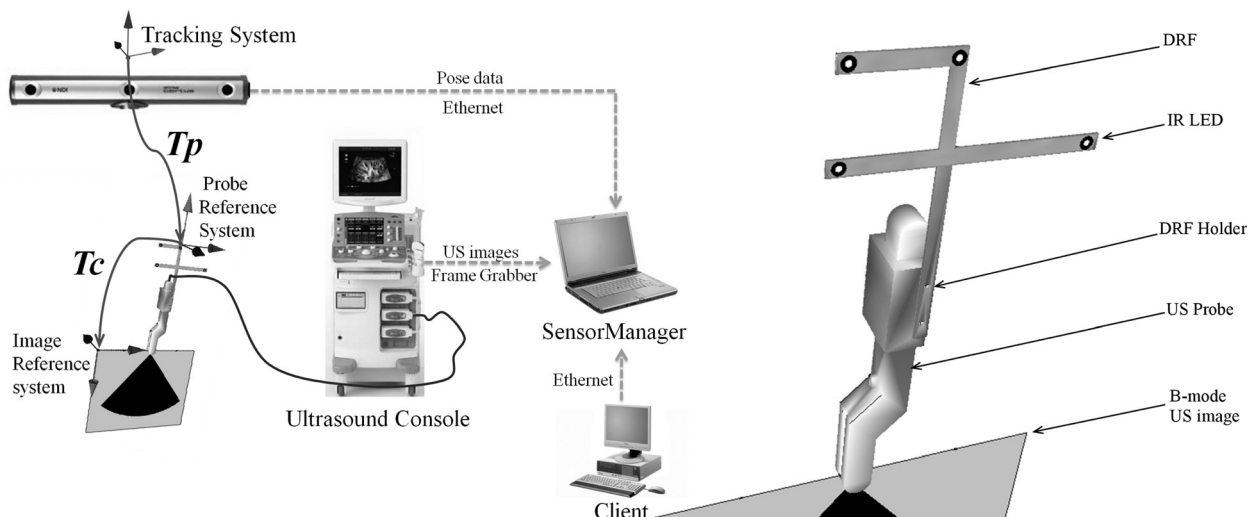 Tracking System
NDI
Pose data
Ethernet
Tp
Probe
Reference
System
Tc
US images
Frame Grabber
SensorManager
Image
Reference
system
Ethernet
Ultrasound Console
Client
DRF
IR LED
DRF Holder
US Probe
B-mode
US image